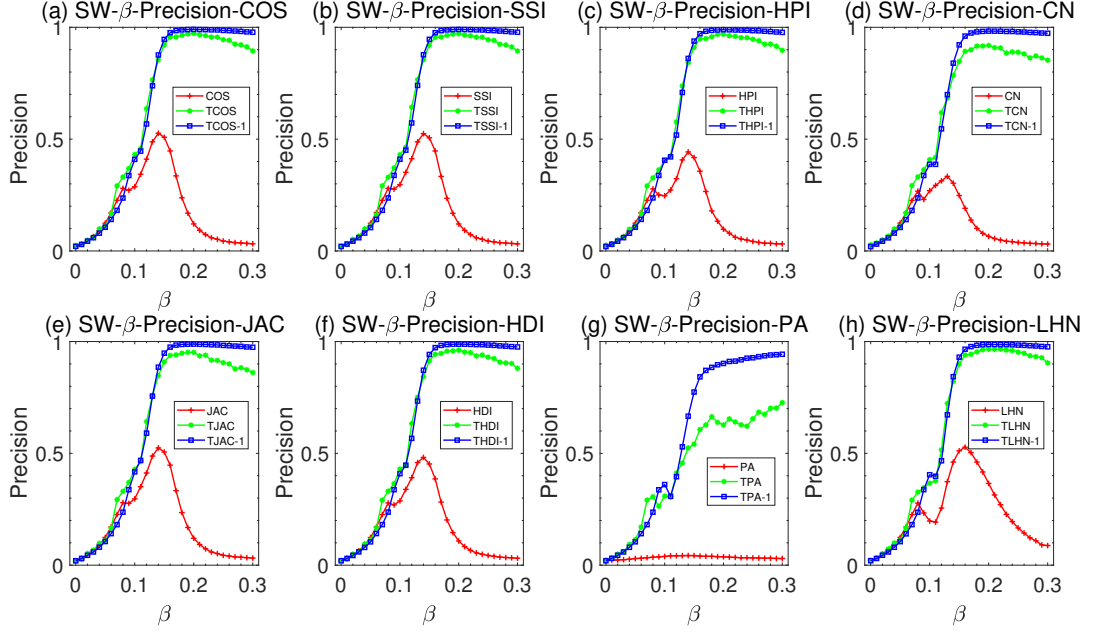 (a) SW-β-Precision-COS
1
0.5
0
Precision
COS
TCOS
TCOS-1
0 0.1 0.2 0.3
β
(b) SW-β-Precision-SSI
1
0.5
0
Precision
SSI
TSSI
TSSI-1
0 0.1 0.2 0.3
β
(c) SW-β-Precision-HPI
1
0.5
0
Precision
HPI
THPI
THPI-1
0 0.1 0.2 0.3
β
(d) SW-β-Precision-CN
1
0.5
0
Precision
CN
TCN
TCN-1
0 0.1 0.2 0.3
β
(e) SW-β-Precision-JAC
1
0.5
0
Precision
JAC
TJAC
TJAC-1
0 0.1 0.2 0.3
β
(f) SW-β-Precision-HDI
1
0.5
0
Precision
HDI
THDI
THDI-1
0 0.1 0.2 0.3
β
(g) SW-β-Precision-PA
1
0.5
0
Precision
PA
TPA
TPA-1
0 0.1 0.2 0.3
β
(h) SW-β-Precision-LHN
1
0.5
0
Precision
LHN
TLHN
TLHN-1
0 0.1 0.2 0.3
β